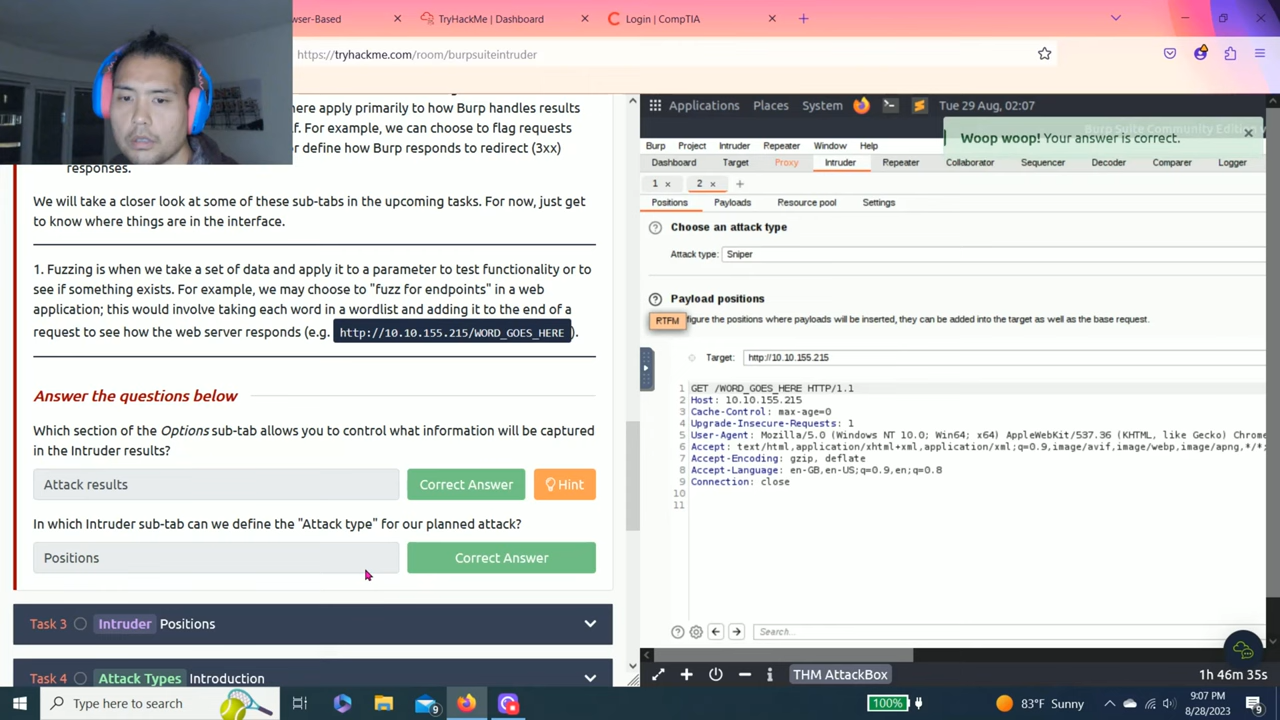 wser-Based
TryHackMe | Dashboard
Login | CompTIA
https://tryhackme.com/room/burpsuiteintruder
here apply primarily to how Burp handles results
f. For example, we can choose to flag requests
or define how Burp responds to redirect (3xx)
responses.
We will take a closer look at some of these sub-tabs in the upcoming tasks. For now, just get
to know where things are in the interface.
1. Fuzzing is when we take a set of data and apply it to a parameter to test functionality or to
see if something exists. For example, we may choose to "fuzz for endpoints" in a web
application; this would involve taking each word in a wordlist and adding it to the end of a
request to see how the web server responds (e.g. http://10.10.155.215/WORD_GOES_HERE ).
Answer the questions below
Which section of the Options sub-tab allows you to control what information will be captured
in the Intruder results?
Attack results
Correct Answer
Hint
In which Intruder sub-tab can we define the "Attack type" for our planned attack?
Positions
Correct Answer
Task 3 Intruder Positions
Task 4 Attack Types Introduction
Applications Places System Tue 29 Aug, 02:07
Burp Suite Community Edition
Woop woop! Your answer is correct.
Burp Project Intruder Repeater Window Help
Dashboard Target Proxy Intruder Repeater Collaborator Sequencer Decoder Comparer Logger
1 × 2 × +
Positions Payloads Resource pool Settings
Choose an attack type
Attack type: Sniper
Payload positions
RTFM
figure the positions where payloads will be inserted, they can be added into the target as well as the base request.
Target: http://10.10.155.215
1 GET /WORD_GOES_HERE HTTP/1.1
2 Host: 10.10.155.215
3 Cache-Control: max-age=0
4 Upgrade-Insecure-Requests: 1
5 User-Agent: Mozilla/5.0 (Windows NT 10.0; Win64; x64) AppleWebKit/537.36 (KHTML, like Gecko) Chrome
6 Accept: text/html,application/xhtml+xml,application/xml;q=0.9,image/avif,image/webp,image/apng,*/*;
7 Accept-Encoding: gzip, deflate
8 Accept-Language: en-GB,en-US;q=0.9,en;q=0.8
9 Connection: close
10
11
Search...
THM AttackBox
1h 46m 35s
Type here to search
9
100%
83°F Sunny
9:07 PM
8/28/2023
9